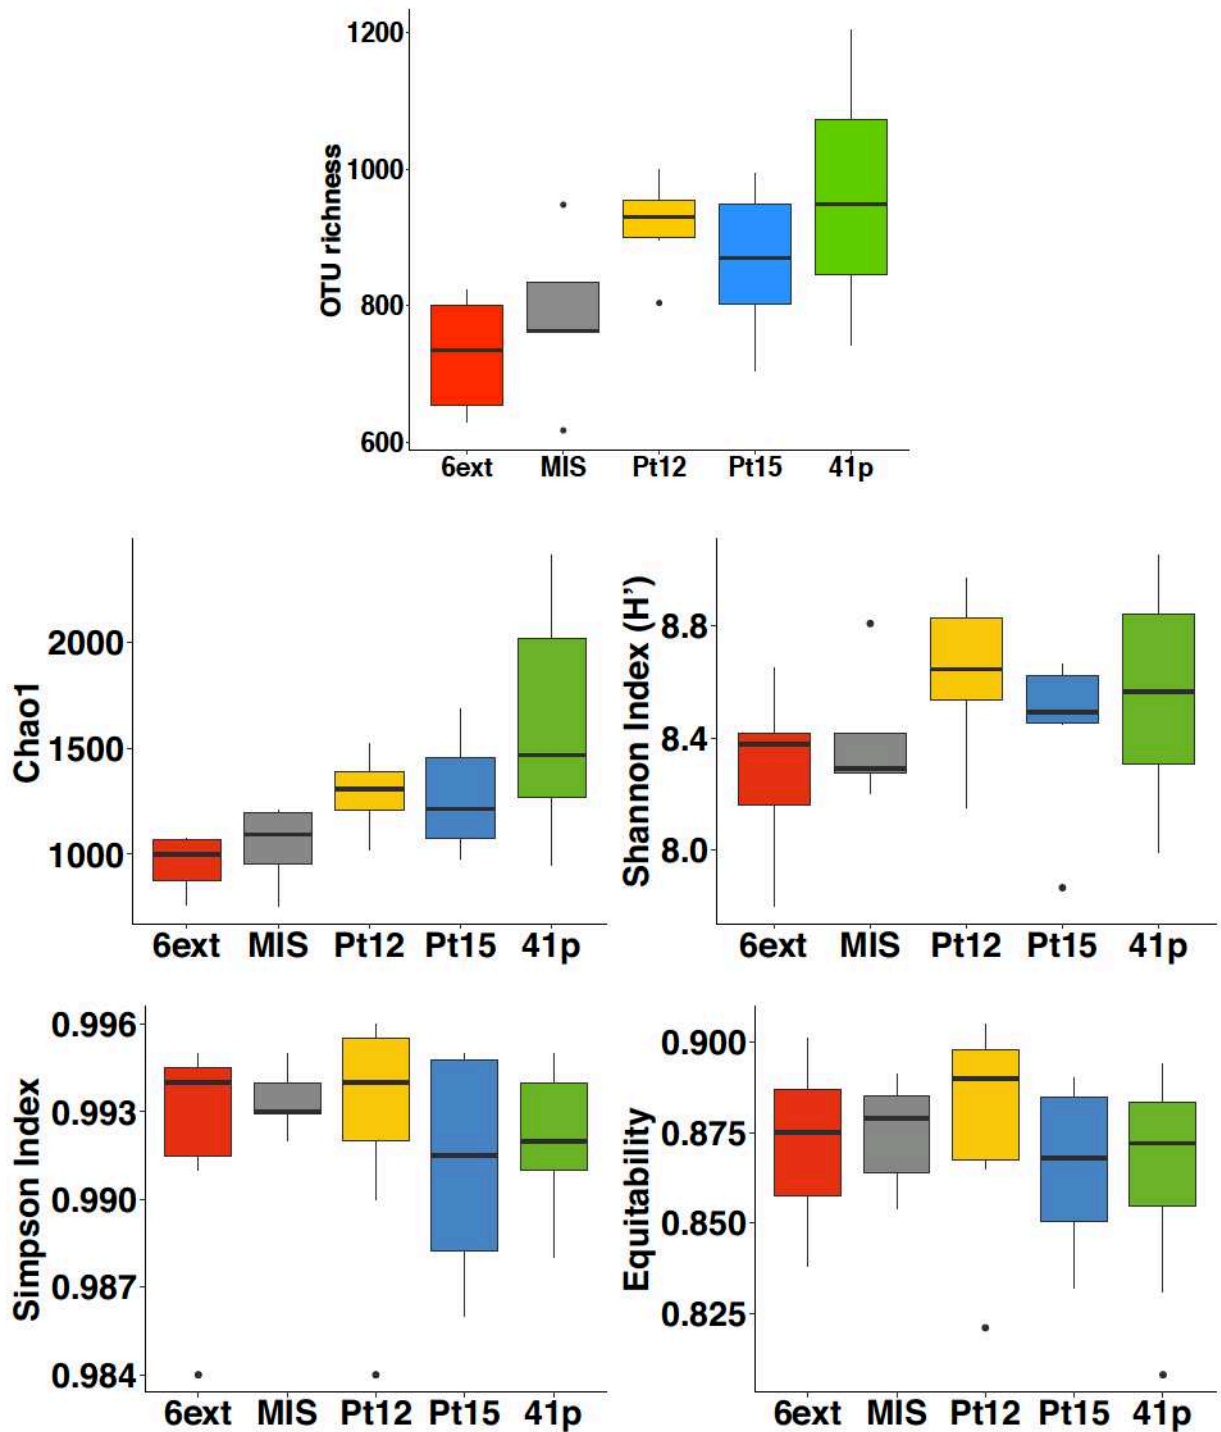 OTU richness
1200
1000
800
600
6ext MIS Pt12 Pt15 41p
Chao1
2000
1500
1000
6ext MIS Pt12 Pt15 41p
Shannon Index (H’)
8.8
8.4
8.0
6ext MIS Pt12 Pt15 41p
Simpson Index
0.996
0.993
0.990
0.987
0.984
6ext MIS Pt12 Pt15 41p
Equitability
0.900
0.875
0.850
0.825
6ext MIS Pt12 Pt15 41p